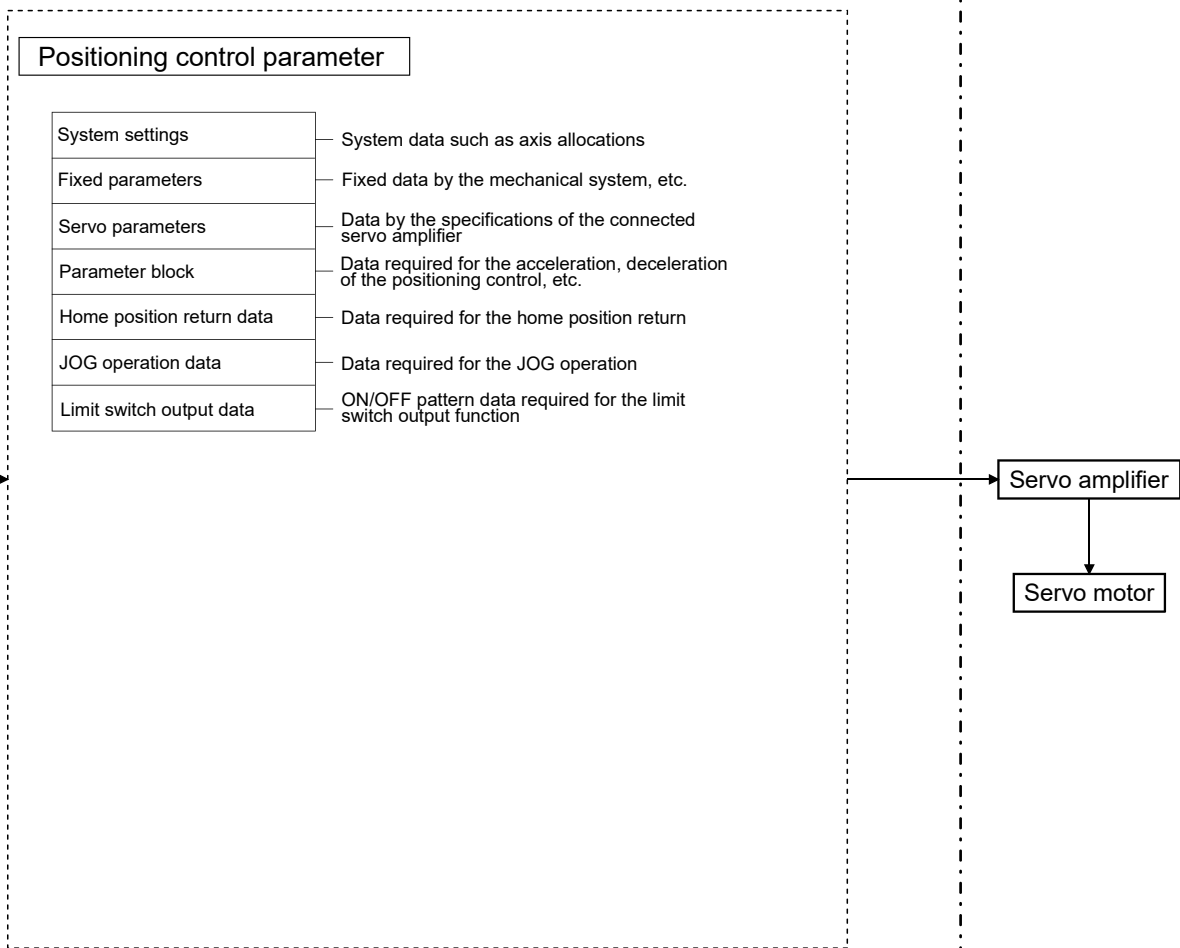 Positioning control parameter
System settings
System data such as axis allocations
Fixed parameters
Fixed data by the mechanical system, etc.
Servo parameters
Data by the specifications of the connected
servo amplifier
Parameter block
Data required for the acceleration, deceleration
of the positioning control, etc.
Home position return data
Data required for the home position return
JOG operation data
Data required for the JOG operation
Limit switch output data
ON/OFF pattern data required for the limit
switch output function
Servo amplifier
Servo motor